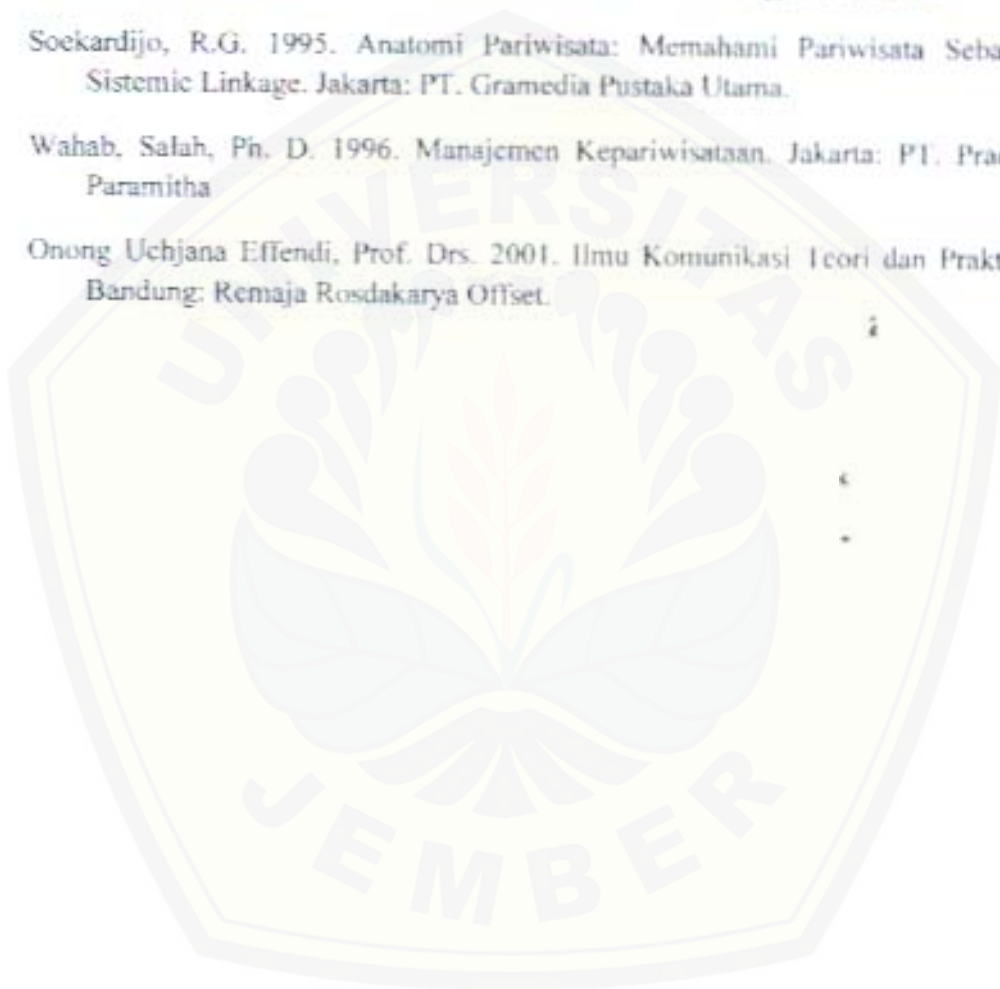 Soekardijo, R.G. 1995. Anatomi Pariwisata: Memahami Pariwisata Seba
Sistemic Linkage. Jakarta: PT. Gramedia Pustaka Utama.
Wahab, Salah, Ph. D. 1996. Manajemen Kepariwisataan. Jakarta: PT. Pra
Paramitha
Onong Uchjana Effendi, Prof. Drs. 2001. Ilmu Komunikasi Teori dan Prakt
Bandung: Remaja Rosdakarya Offset.
UNIVERSITAS
JEMBER